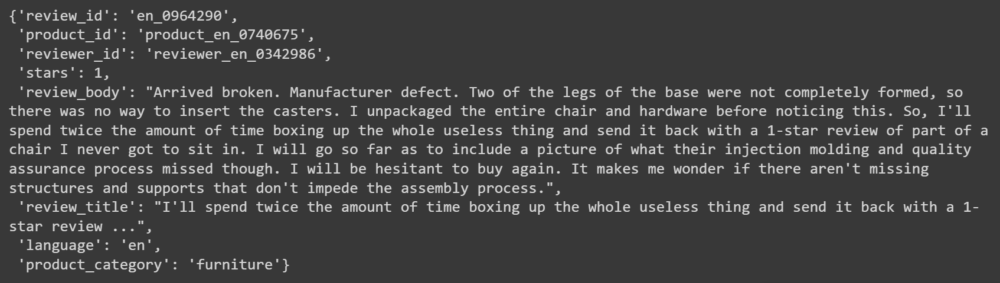 {'review_id': 'en_0964290',
 'product_id': 'product_en_0740675',
 'reviewer_id': 'reviewer_en_0342986',
 'stars': 1,
 'review_body': "Arrived broken. Manufacturer defect. Two of the legs of the base were not completely formed, so
there was no way to insert the casters. I unpackaged the entire chair and hardware before noticing this. So, I'll
spend twice the amount of time boxing up the whole useless thing and send it back with a 1-star review of part of a
chair I never got to sit in. I will go so far as to include a picture of what their injection molding and quality
assurance process missed though. I will be hesitant to buy again. It makes me wonder if there aren't missing
structures and supports that don't impede the assembly process.",
 'review_title': "I'll spend twice the amount of time boxing up the whole useless thing and send it back with a 1-
star review ...",
 'language': 'en',
 'product_category': 'furniture'}